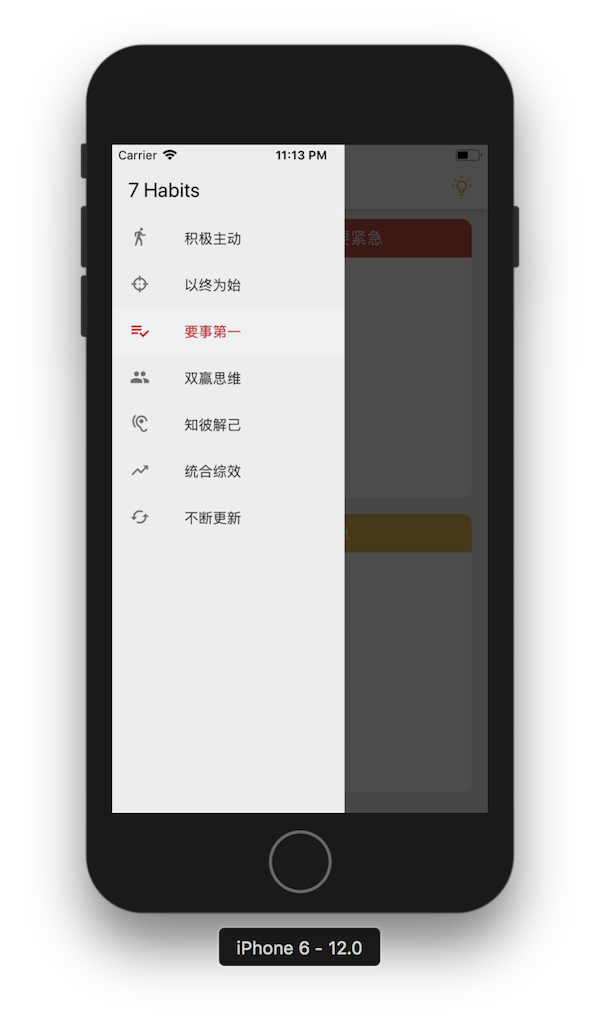 Carrier 11:13 PM
7 Habits
要紧急
积极主动
以终为始
要事第一
双赢思维
知彼解己
统合综效
不断更新
iPhone 6 - 12.0